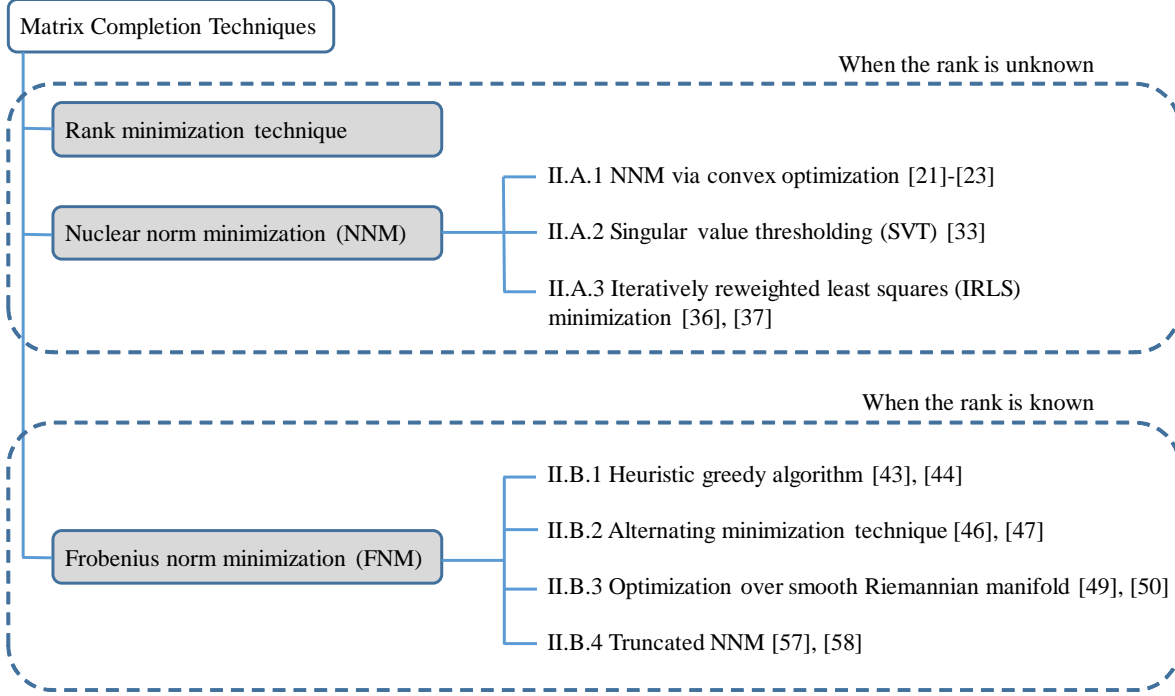 Matrix Completion Techniques
When the rank is unknown
Rank minimization technique
Nuclear norm minimization (NNM)
II.A.1 NNM via convex optimization [21]-[23]
II.A.2 Singular value thresholding (SVT) [33]
II.A.3 Iteratively reweighted least squares (IRLS)
minimization [36], [37]
When the rank is known
Frobenius norm minimization (FNM)
II.B.1 Heuristic greedy algorithm [43], [44]
II.B.2 Alternating minimization technique [46], [47]
II.B.3 Optimization over smooth Riemannian manifold [49], [50]
II.B.4 Truncated NNM [57], [58]